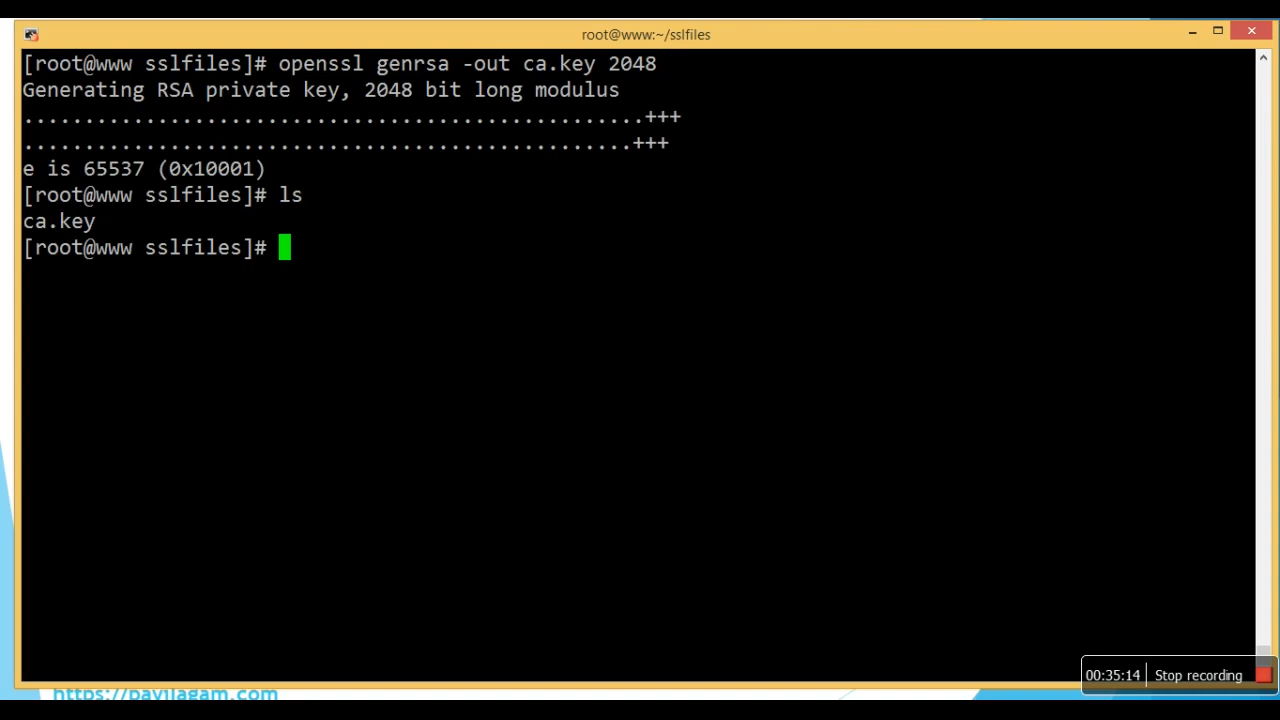 root@www:~/sslfiles
[root@www sslfiles]# openssl genrsa -out ca.key 2048
Generating RSA private key, 2048 bit long modulus
...................................................+++
..................................................+++
e is 65537 (0x10001)
[root@www sslfiles]# ls
ca.key
[root@www sslfiles]#
00:35:14 Stop recording
https://payilagam.com